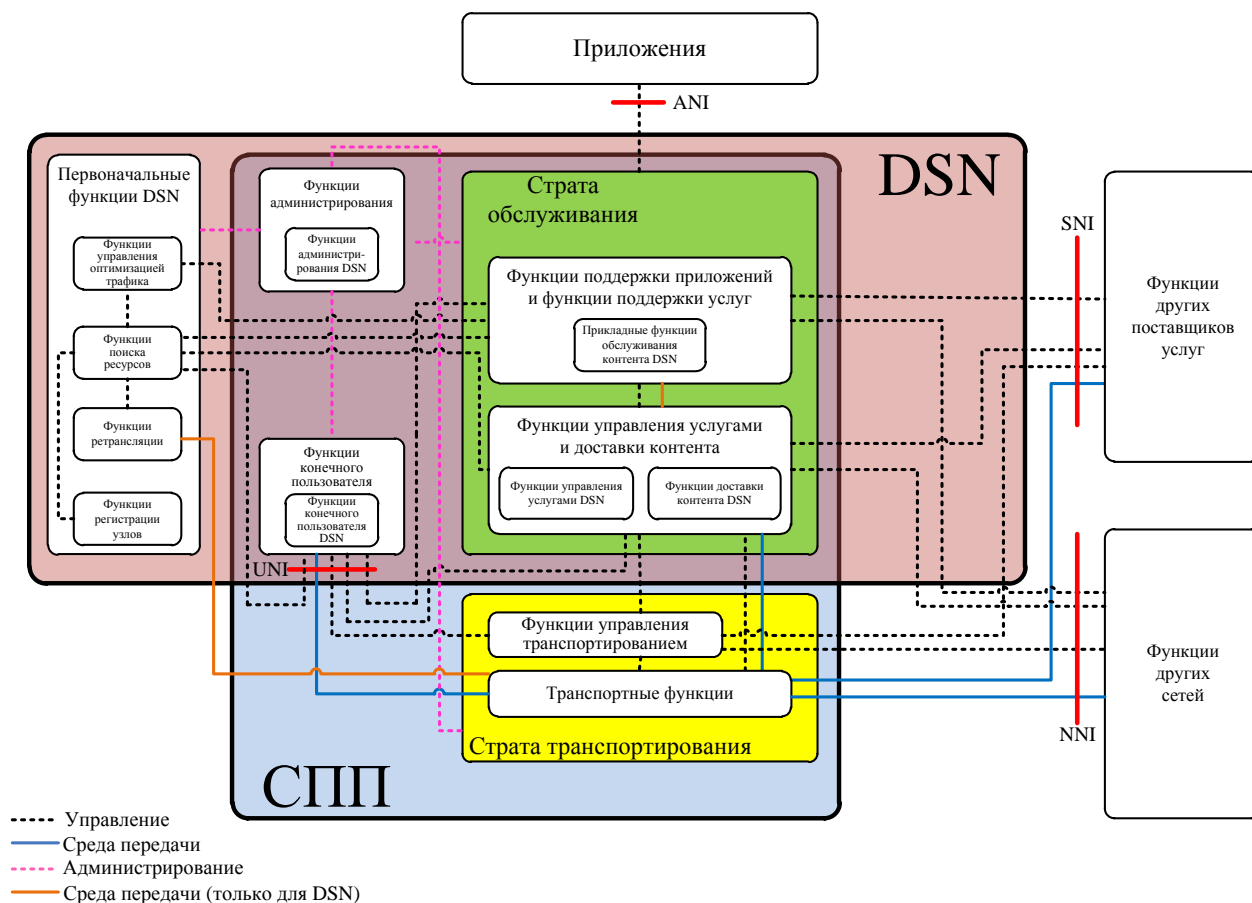 Приложения
ANI
DSN
Первоначальные
функции DSN
Функции
управления
оптимизацией
трафика
Функции
поиска
ресурсов
Функции
ретрансляции
Функции
регистрации
узлов
Функции
администрирования
Функции
администри-
рования DSN
Функции
конечного
пользователя
Функции
конечного
пользователя
DSN
UNI
Страта
обслуживания
Функции поддержки приложений
и функции поддержки услуг
Прикладные функции
обслуживания
контента DSN
Функции управления услугами
и доставки контента
Функции управления
услугами DSN
Функции доставки
контента DSN
SNI
Функции
других
поставщиков
услуг
Функции управления
транспортированием
Транспортные функции
Страта транспортирования
NNI
Функции
других
сетей
СПП
Управление
Среда передачи
Администрирование
Среда передачи (только для DSN)